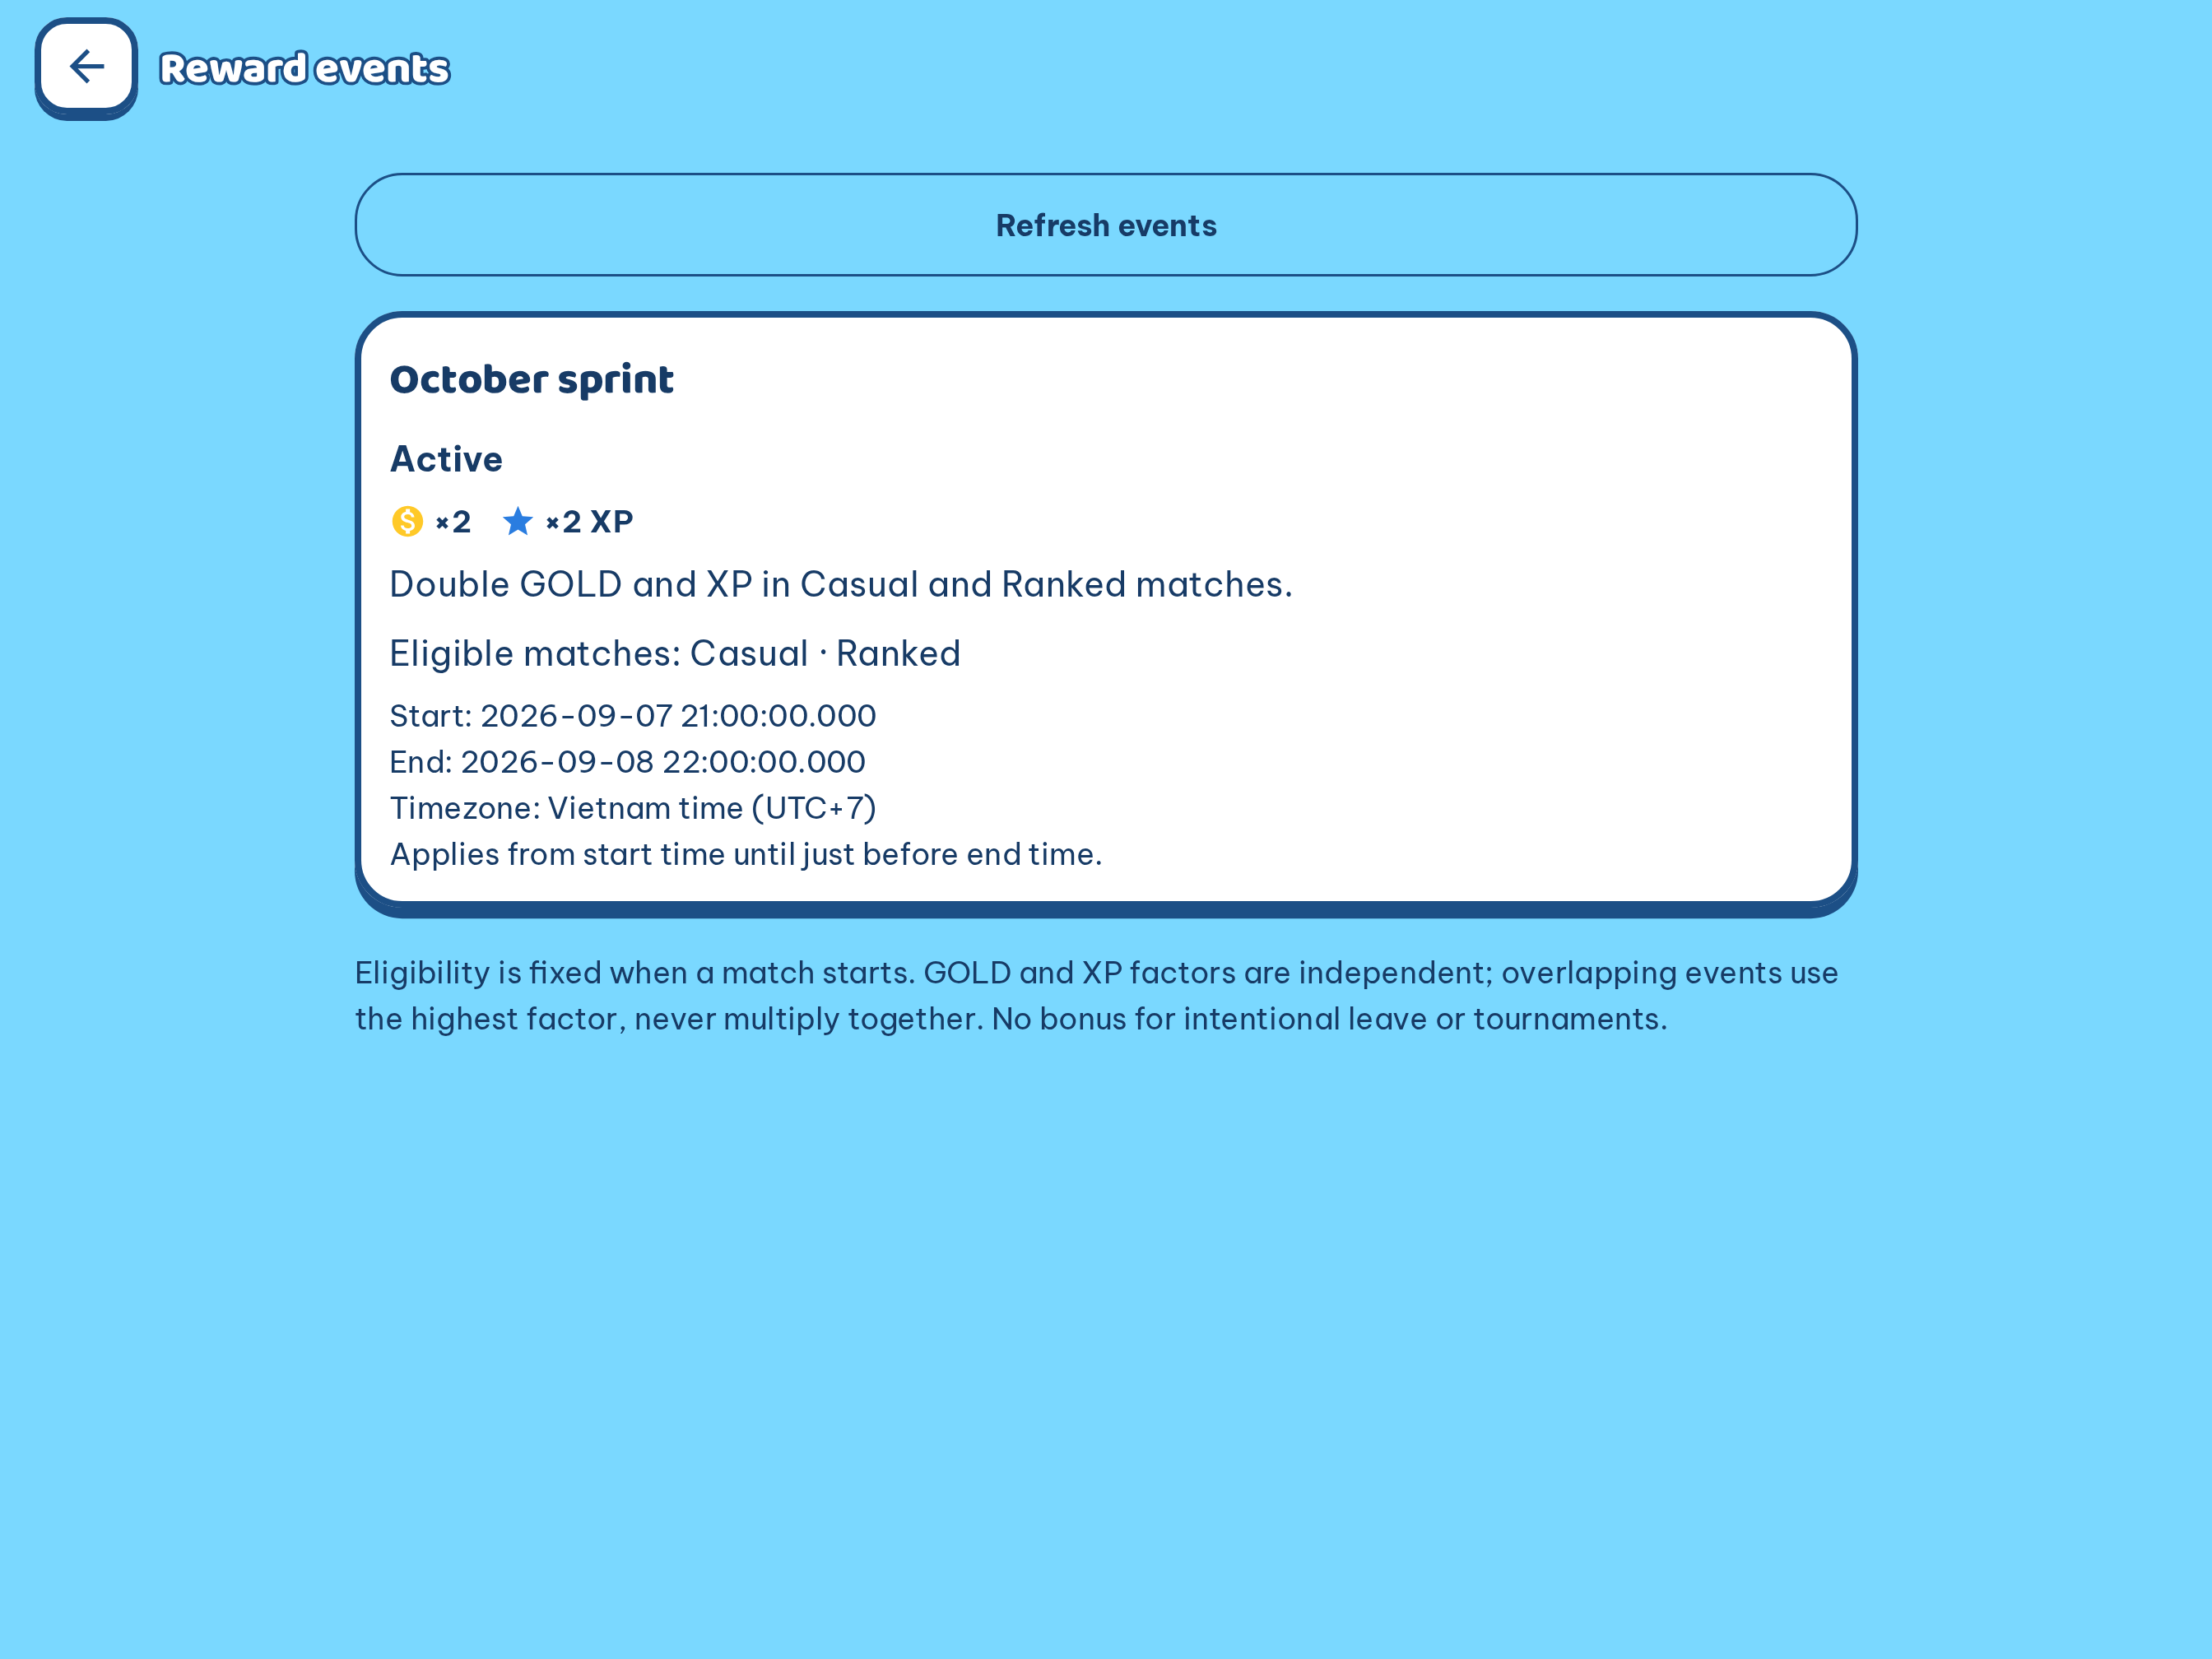 Reward events
Refresh events
October sprint
Active
×2 ×2 XP
Double GOLD and XP in Casual and Ranked matches.
Eligible matches: Casual · Ranked
Start: 2026-09-07 21:00:00.000
End: 2026-09-08 22:00:00.000
Timezone: Vietnam time (UTC+7)
Applies from start time until just before end time.
Eligibility is fixed when a match starts. GOLD and XP factors are independent; overlapping events use
the highest factor, never multiply together. No bonus for intentional leave or tournaments.